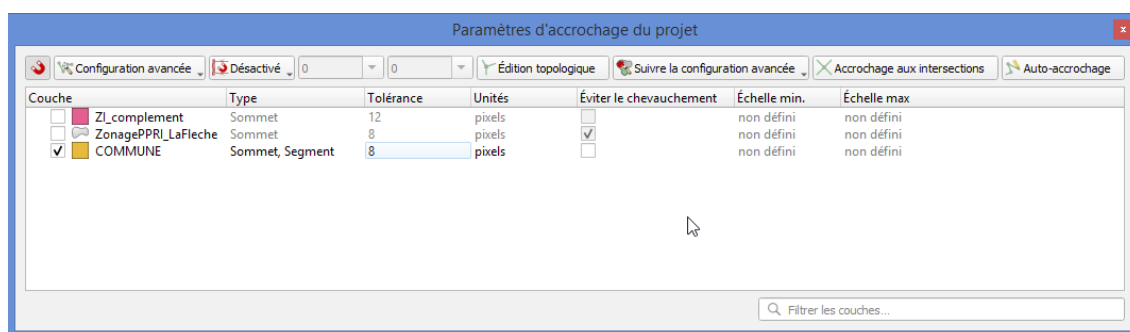 Paramètres d'accrochage du projet
x
Configuration avancée Désactivé 0 0 Édition topologique Suivre la configuration avancée Accrochage aux intersections Auto-accrochage
Couche Type Tolérance Unités Éviter le chevauchement Échelle min. Échelle max
ZI_complement Sommet 12 pixels non défini non défini
ZonagePPRI_LaFleche Sommet 8 pixels non défini non défini
COMMUNE Sommet, Segment 8 pixels non défini non défini
Filtrer les couches...